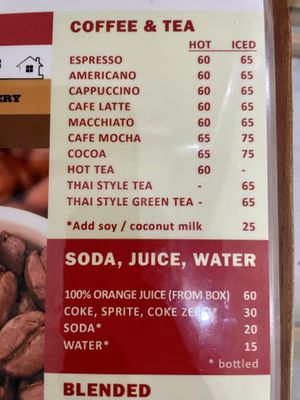 COFFEE & TEA
HOT ICED
ESPRESSO 60 65
AMERICANO 60 65
CAPPUCCINO 60 65
CAFE LATTE 60 65
MACCHIATO 60 65
CAFE MOCHA 65 75
COCOA 65 75
HOT TEA 60 -
THAI STYLE TEA - 65
THAI STYLE GREEN TEA - 65
*Add soy / coconut milk 25
SODA, JUICE, WATER
100% ORANGE JUICE (FROM BOX) 60
COKE, SPRITE, COKE ZERO* 30
SODA* 20
WATER* 15
* bottled
BLENDED